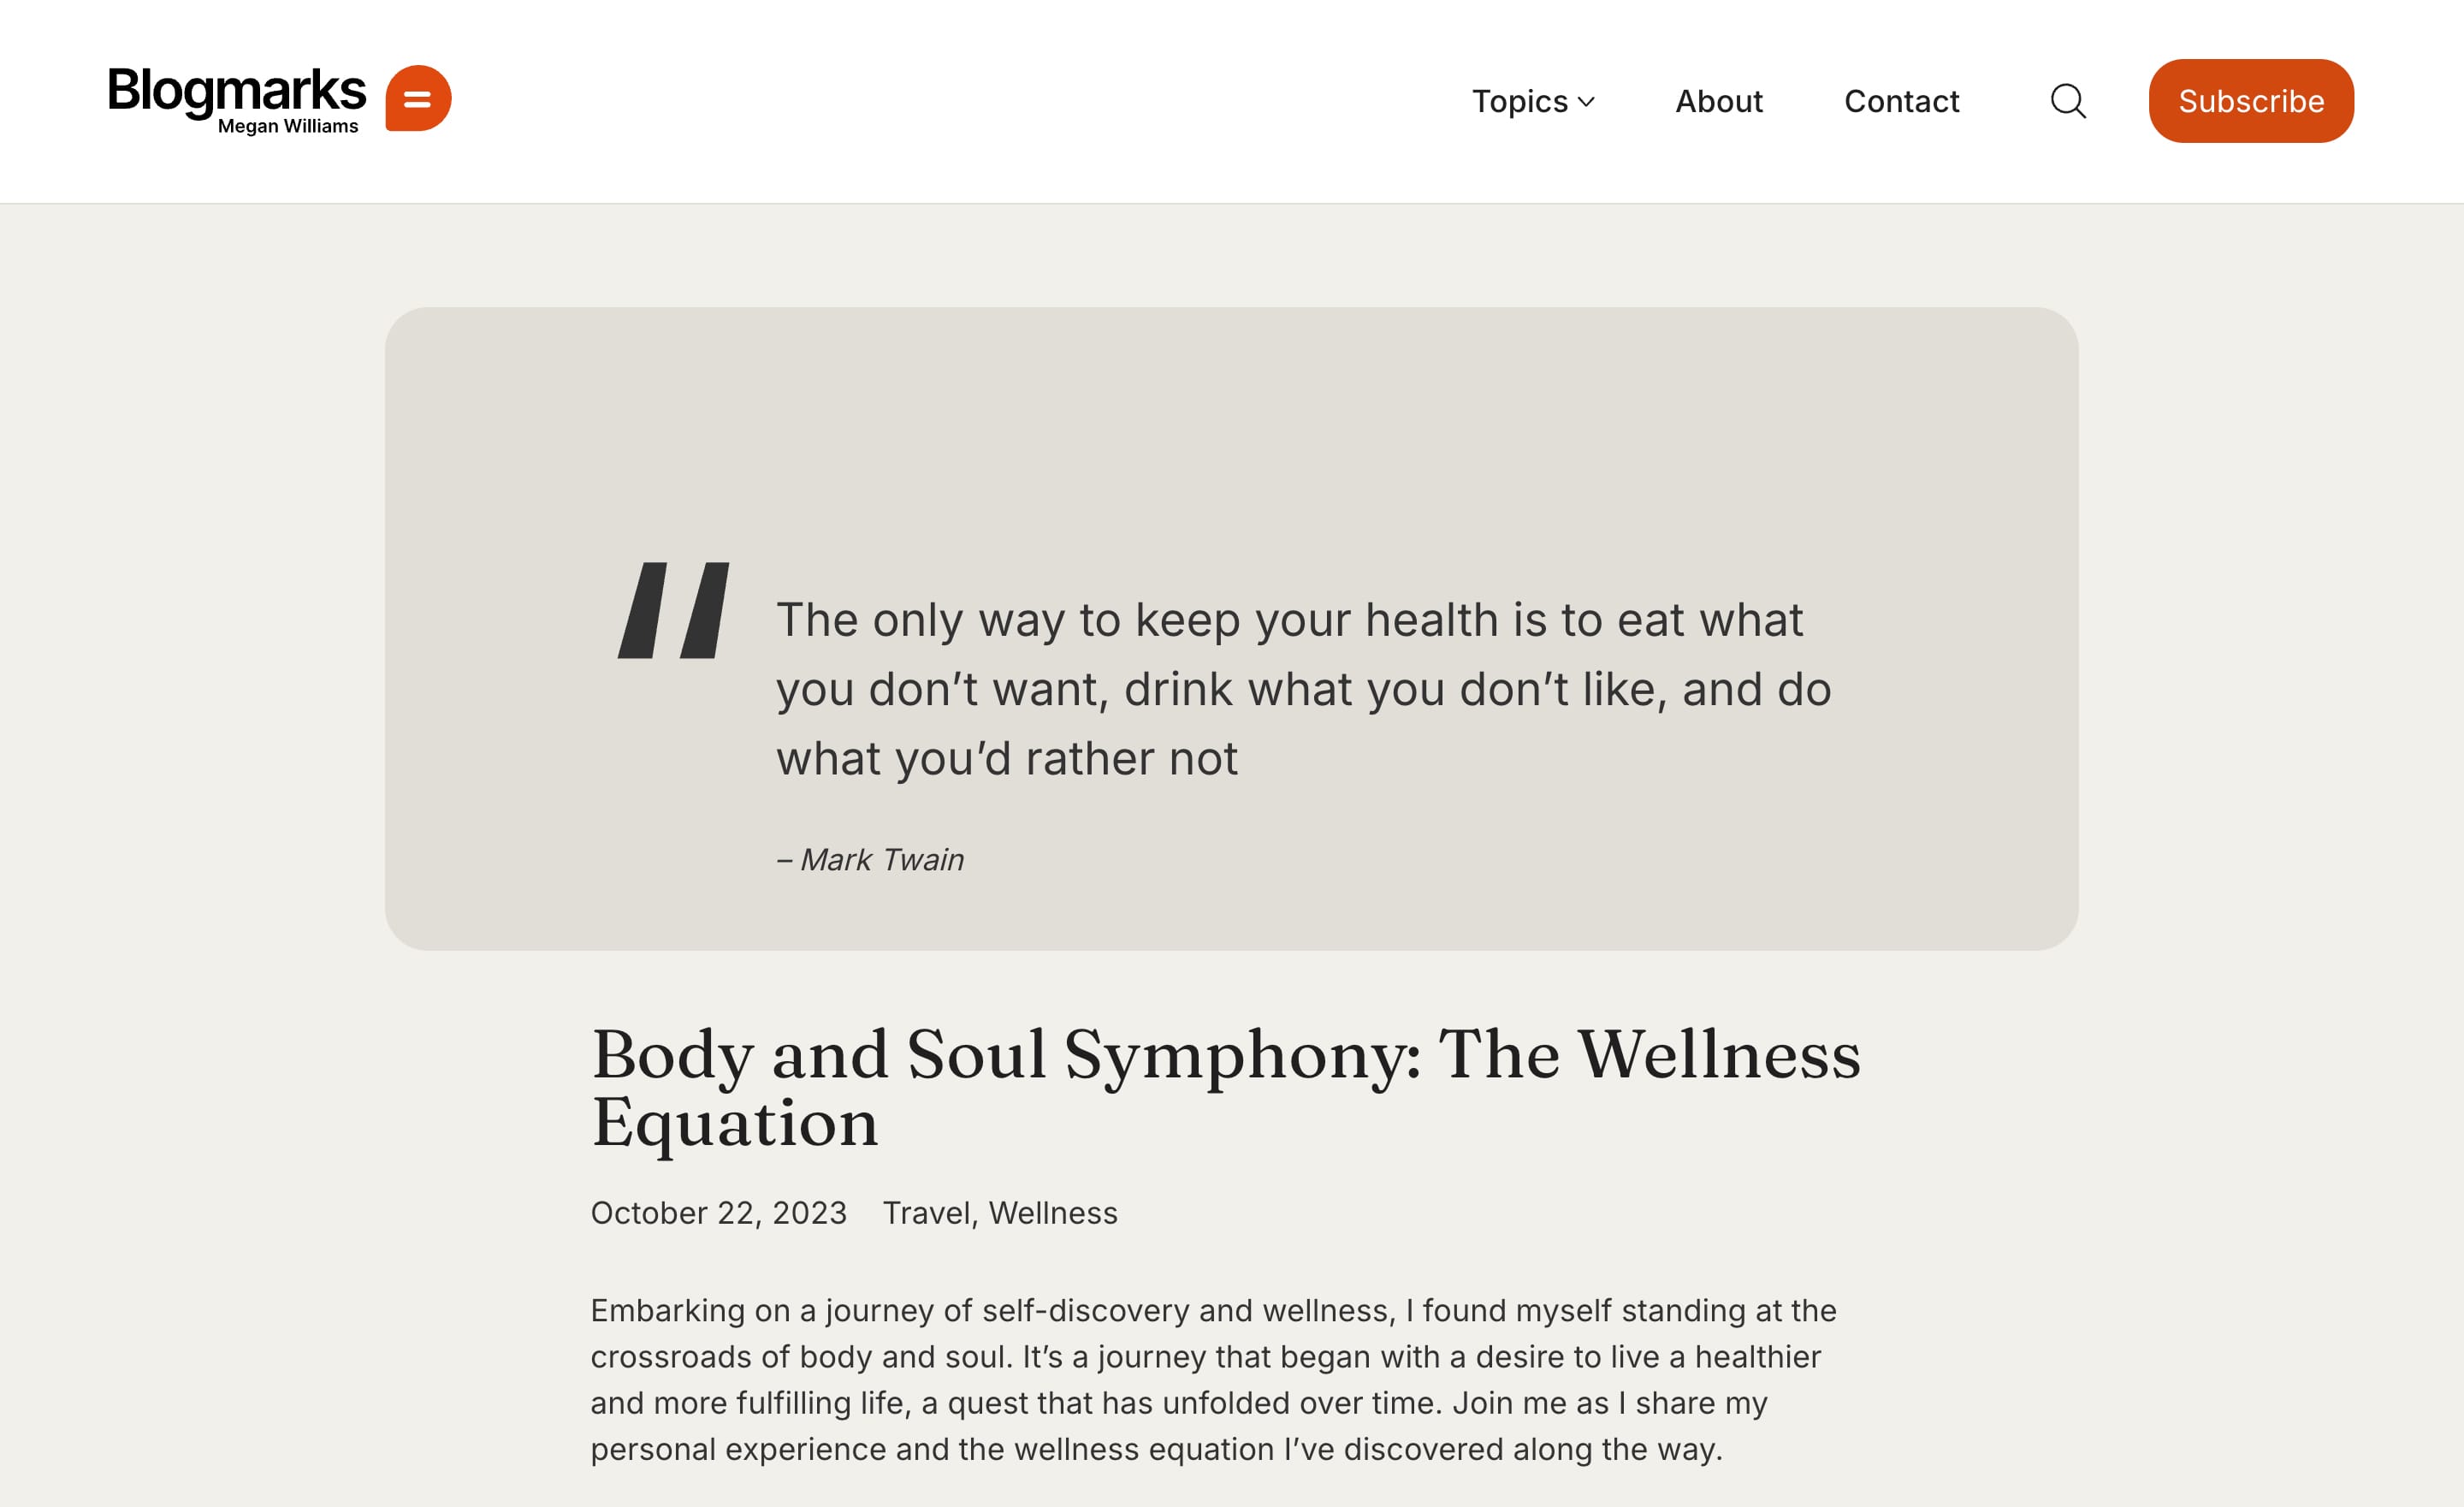 Blogmarks
Megan Williams
Topics
About
Contact
Subscribe
"
The only way to keep your health is to eat what
you don’t want, drink what you don’t like, and do
what you’d rather not
– Mark Twain
Body and Soul Symphony: The Wellness
Equation
October 22, 2023 Travel, Wellness
Embarking on a journey of self-discovery and wellness, I found myself standing at the
crossroads of body and soul. It’s a journey that began with a desire to live a healthier
and more fulfilling life, a quest that has unfolded over time. Join me as I share my
personal experience and the wellness equation I’ve discovered along the way.